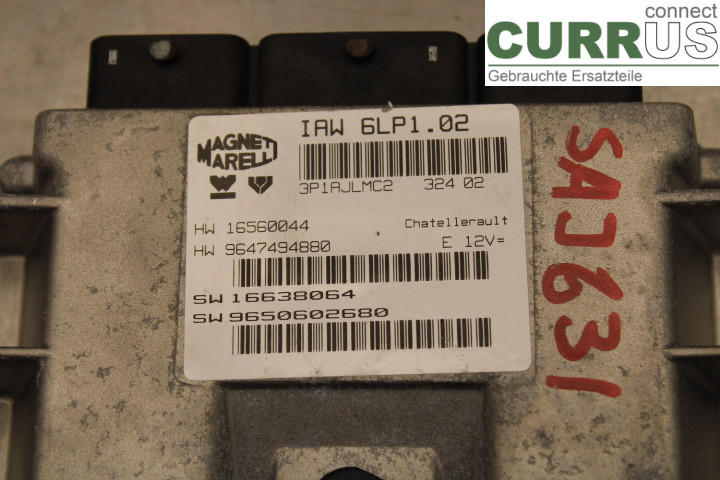 connect
CURRUS
Gebrauchte Ersatzteile
IAW 6LP1.02
MAGNETI
MARELLI
3P1AJLMC2 324 02
HW 16560044 Chatellerault
HW 9647494880 E 12V=
SW 16638064
SW 9650602680
SAJ631